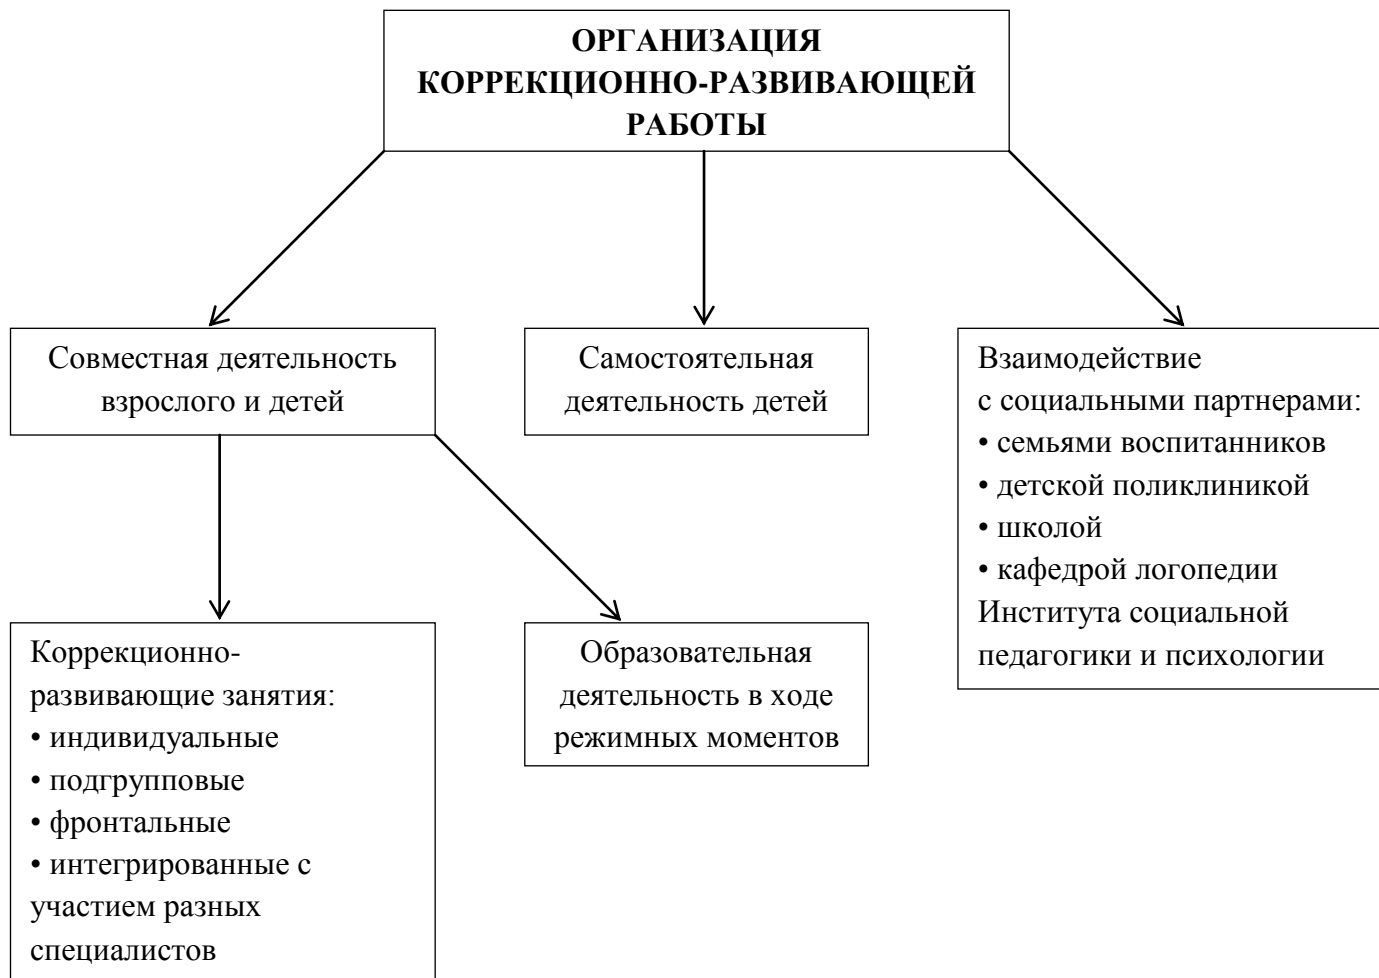 ОРГАНИЗАЦИЯ
КОРРЕКЦИОННО-РАЗВИВАЮЩЕЙ
РАБОТЫ
Совместная деятельность
взрослого и детей
Самостоятельная
деятельность детей
Взаимодействие
с социальными партнерами:
• семьями воспитанников
• детской поликлиникой
• школой
• кафедрой логопедии
Института социальной
педагогики и психологии
Коррекционно-
развивающие занятия:
• индивидуальные
• подгрупповые
• фронтальные
• интегрированные с
участием разных
специалистов
Образовательная
деятельность в ходе
режимных моментов